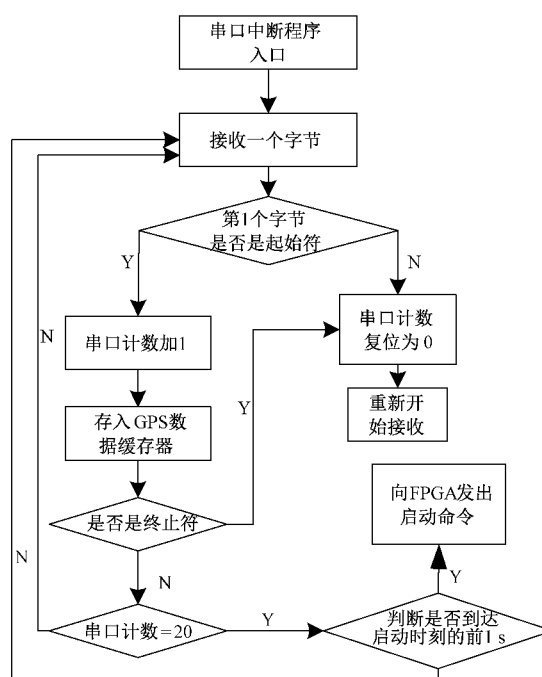 串口中断程序
入口
接收一个字节
第1个字节
是否是起始符
Y
N
串口计数加1
串口计数
复位为0
N
Y
存入GPS数
据缓存器
重新开
始接收
向FPGA发出
启动命令
是否是终止符
N
N
Y
串口计数=20
Y
判断是否到达
启动时刻的前1s